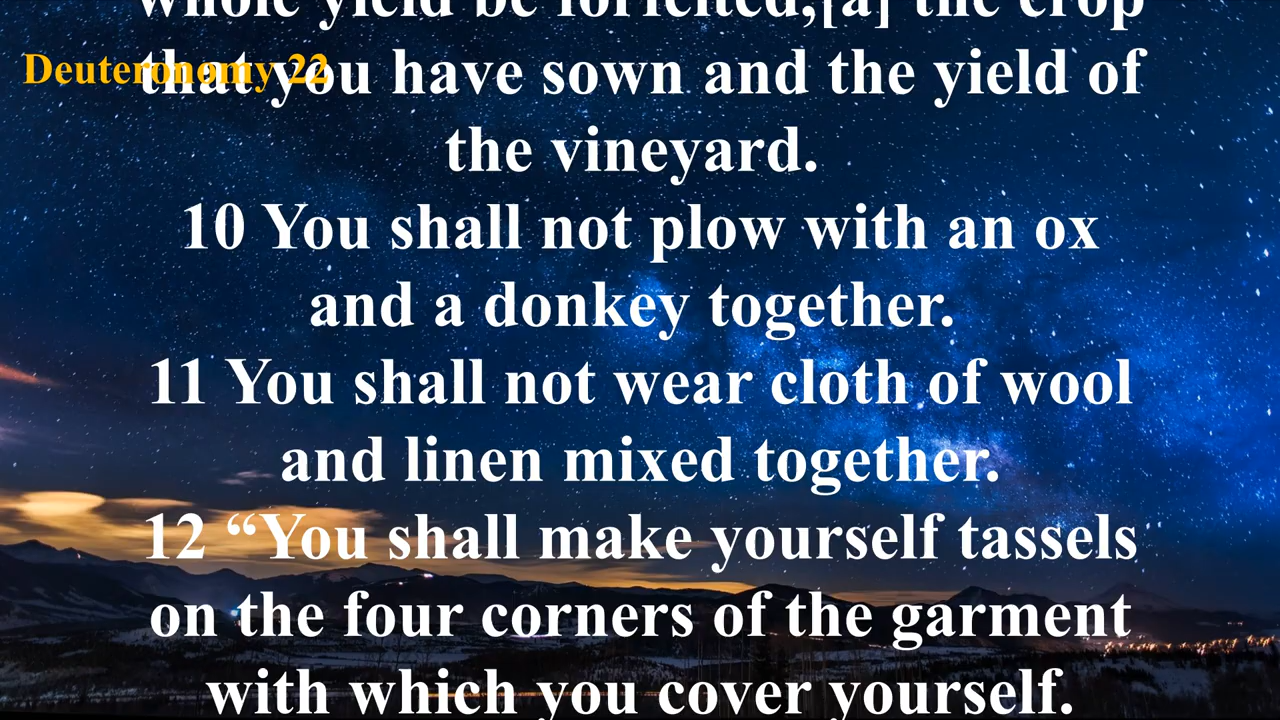 whole yield be forfeited,[a] the crop
Deuteronomy 22
that you have sown and the yield of
the vineyard.
10 You shall not plow with an ox
and a donkey together.
11 You shall not wear cloth of wool
and linen mixed together.
12 “You shall make yourself tassels
on the four corners of the garment
with which you cover yourself.